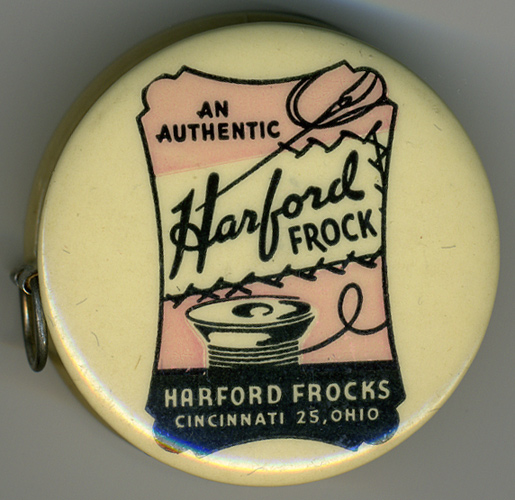 AN
AUTHENTIC
Harford
FROCK
HARFORD FROCKS
CINCINNATI 25, OHIO